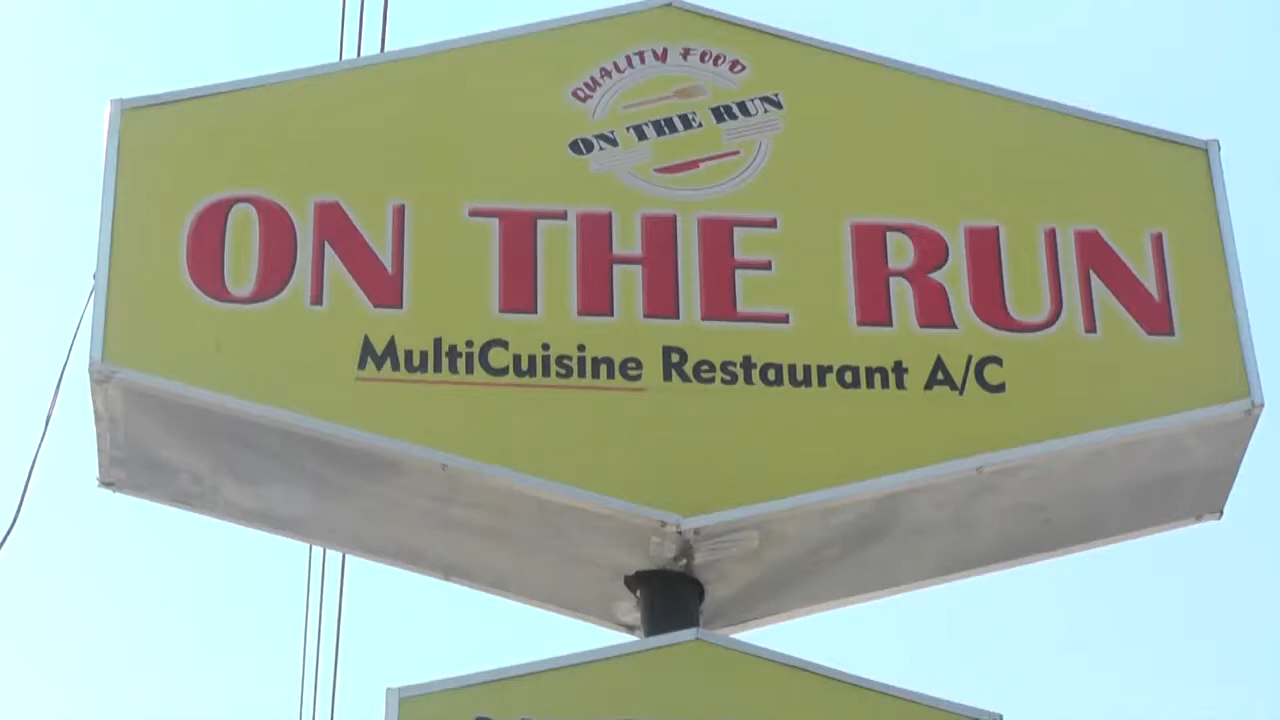 QUALITY FOOD
ON THE RUN
ON THE RUN
MultiCuisine Restaurant A/C